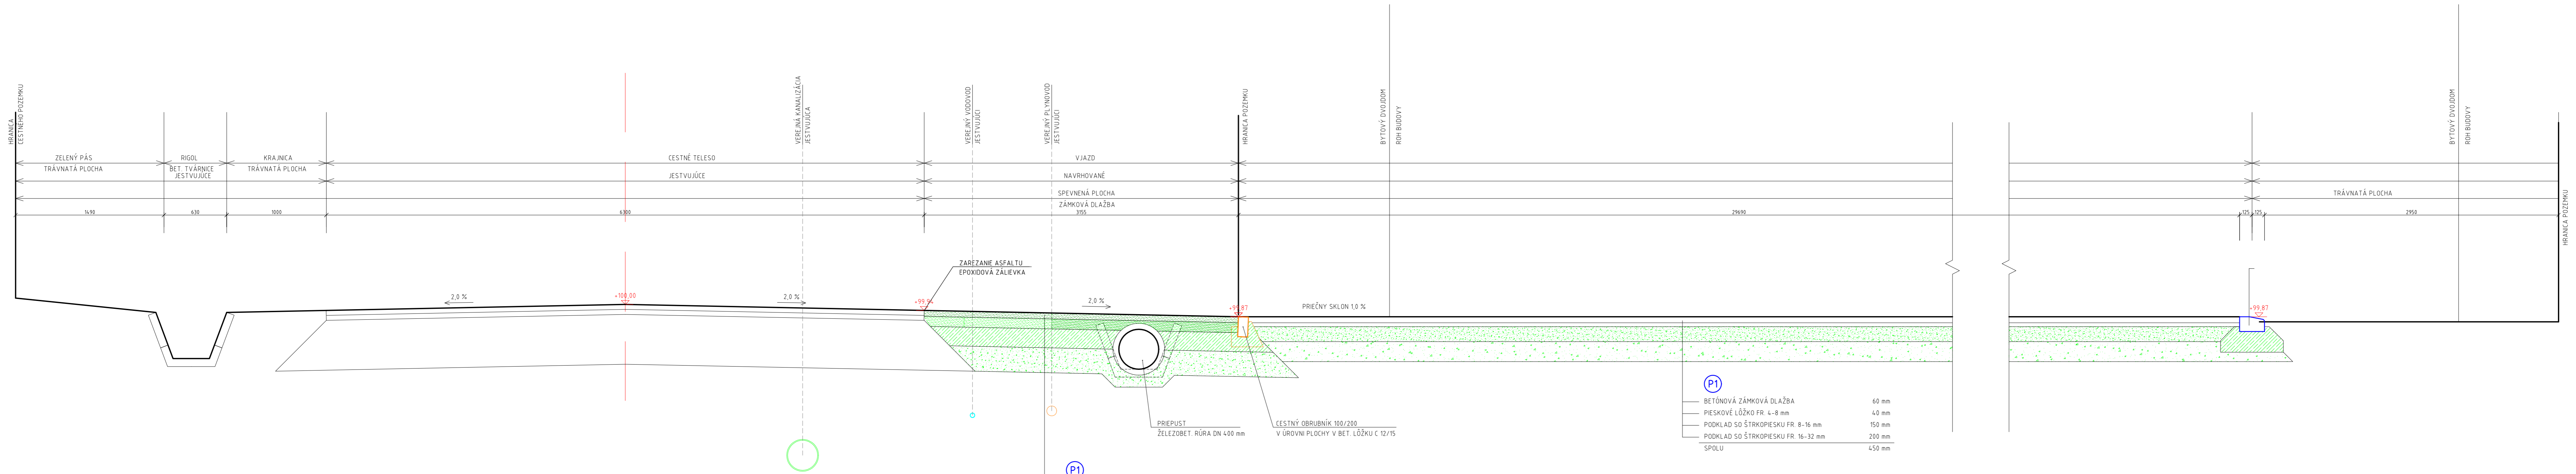 HRANICA
CESTNÉHO POZEMKU
ZELENÝ PÁS
TRÁVNATÁ PLOCHA
RIGOL
BET. TVÁRNICE
JESTVUJÚCE
KRAJNICA
TRÁVNATÁ PLOCHA
CESTNÉ TELESO
JESTVUJÚCE
VEREJNÁ KANALIZÁCIA
JESTVUJÚCA
VEREJNÝ VODOVOD
JESTVUJÚCI
VEREJNÝ PLYNOVOD
JESTVUJÚCI
VJAZD
NAVRHOVANÉ
SPEVNENÁ PLOCHA
ZÁMKOVÁ DLAŽBA
HRANICA POZEMKU
BYTOVÝ DVOJDOM
ROH BUDOVY
BYTOVÝ DVOJDOM
ROH BUDOVY
TRÁVNATÁ PLOCHA
HRANICA POZEMKU
1490
630
1000
6300
3155
29690
125
125
2950
ZAREZANIE ASFALTU
EPOXIDOVÁ ZÁLIEVKA
2,0 %
+100,00
2,0 %
+99,94
2,0 %
+99,87
PRIEČNY SKLON 1,0 %
+99,87
PRIEPUST
ŽELEZOBET. RÚRA DN 400 mm
CESTNÝ OBRUBNÍK 100/200
V ÚROVNI PLOCHY V BET. LÔŽKU C 12/15
P1
BETÓNOVÁ ZÁMKOVÁ DLAŽBA 60 mm
PIESKOVÉ LÔŽKO FR. 4-8 mm 40 mm
PODKLAD SO ŠTRKOPIESKU FR. 8-16 mm 150 mm
PODKLAD SO ŠTRKOPIESKU FR. 16-32 mm 200 mm
SPOLU 450 mm
P1